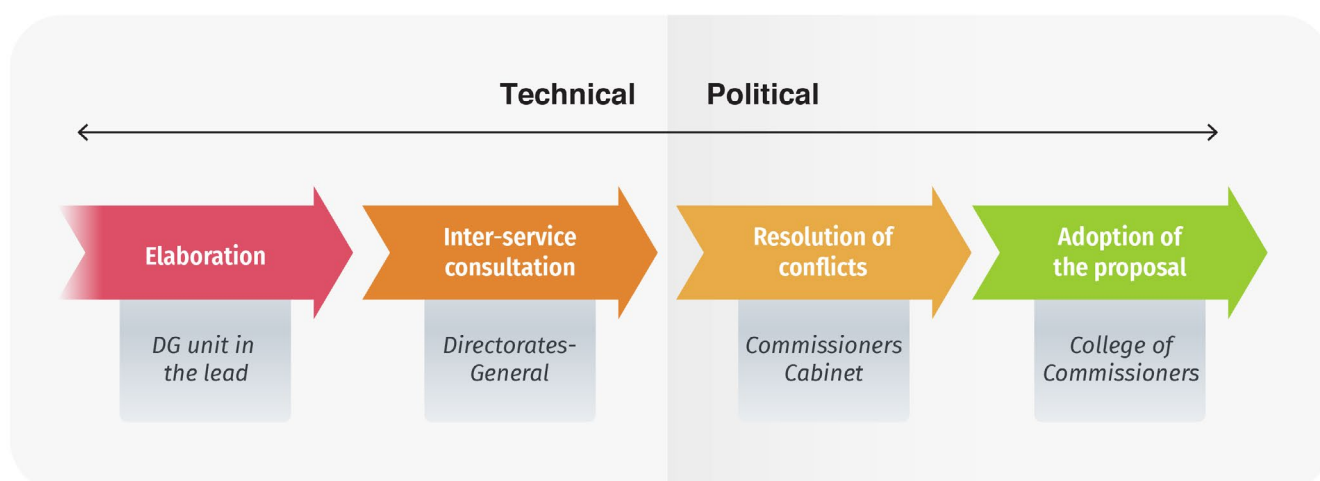 Technical
Political
Elaboration
Inter-service
consultation
Resolution of
conflicts
Adoption of
the proposal
DG unit in
the lead
Directorates-
General
Commissioners
Cabinet
College of
Commissioners